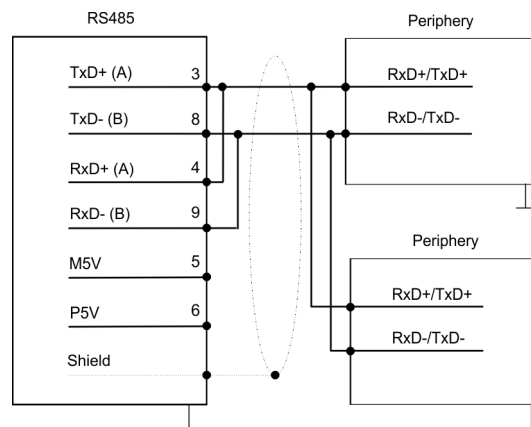 RS485
Periphery
TxD+ (A) 3
RxD+/TxD+
TxD- (B) 8
RxD-/TxD-
RxD+ (A) 4
RxD- (B) 9
Periphery
M5V 5
RxD+/TxD+
P5V 6
RxD-/TxD-
Shield